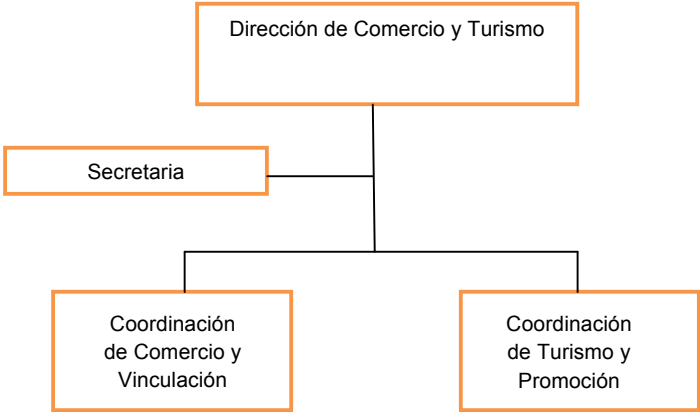 Dirección de Comercio y Turismo
Secretaria
Coordinación
de Comercio y
Vinculación
Coordinación
de Turismo y
Promoción